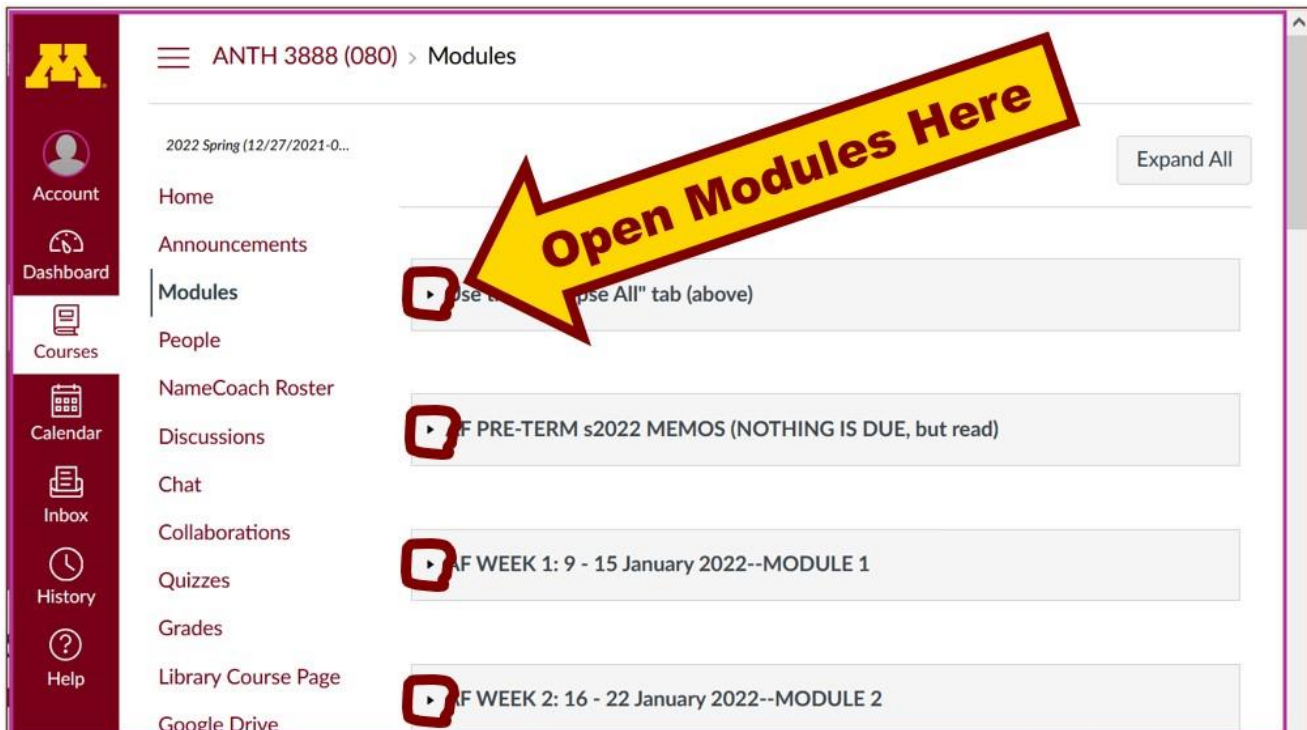 M
ANTH 3888 (080) > Modules
Open Modules Here
Expand All
Account
Dashboard
Courses
Calendar
Inbox
History
Help
2022 Spring (12/27/2021-0...
Home
Announcements
Modules
People
NameCoach Roster
Discussions
Chat
Collaborations
Quizzes
Grades
Library Course Page
Google Drive
pse All" tab (above)
F PRE-TERM s2022 MEMOS (NOTHING IS DUE, but read)
AF WEEK 1: 9 - 15 January 2022--MODULE 1
AF WEEK 2: 16 - 22 January 2022--MODULE 2